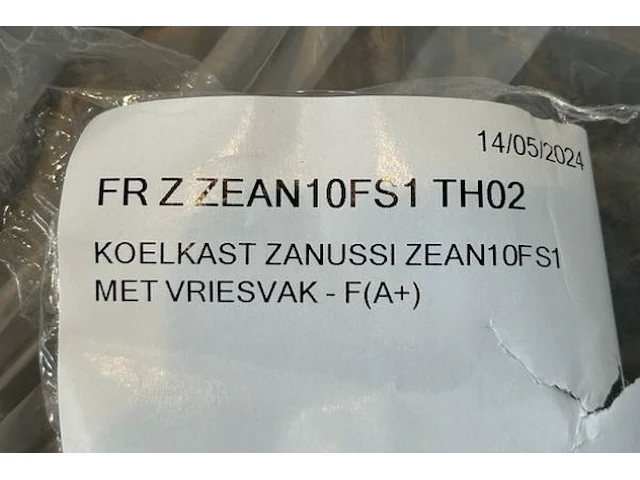 14/05/2024
FR Z ZEAN10FS1 TH02
KOELKAST ZANUSSI ZEAN10FS1
MET VRIESVAK - F(A+)